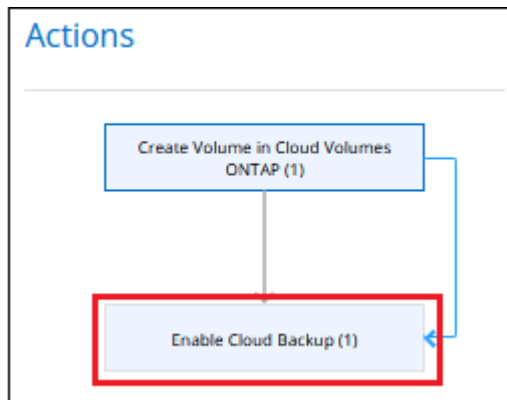 Actions
Create Volume in Cloud Volumes
ONTAP (1)
Enable Cloud Backup (1)